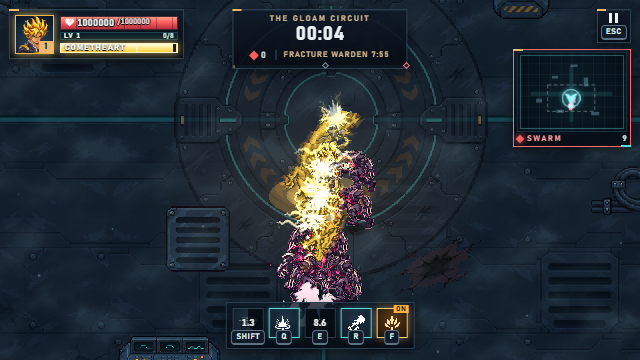 1000000/1000000
LV 1
0/8
COMETHEART
1
THE GLOAM CIRCUIT
00:04
0
FRACTURE WARDEN 7:55
ESC
SWARM
9
1.3
SHIFT
Q
8.6
E
R
ON
F